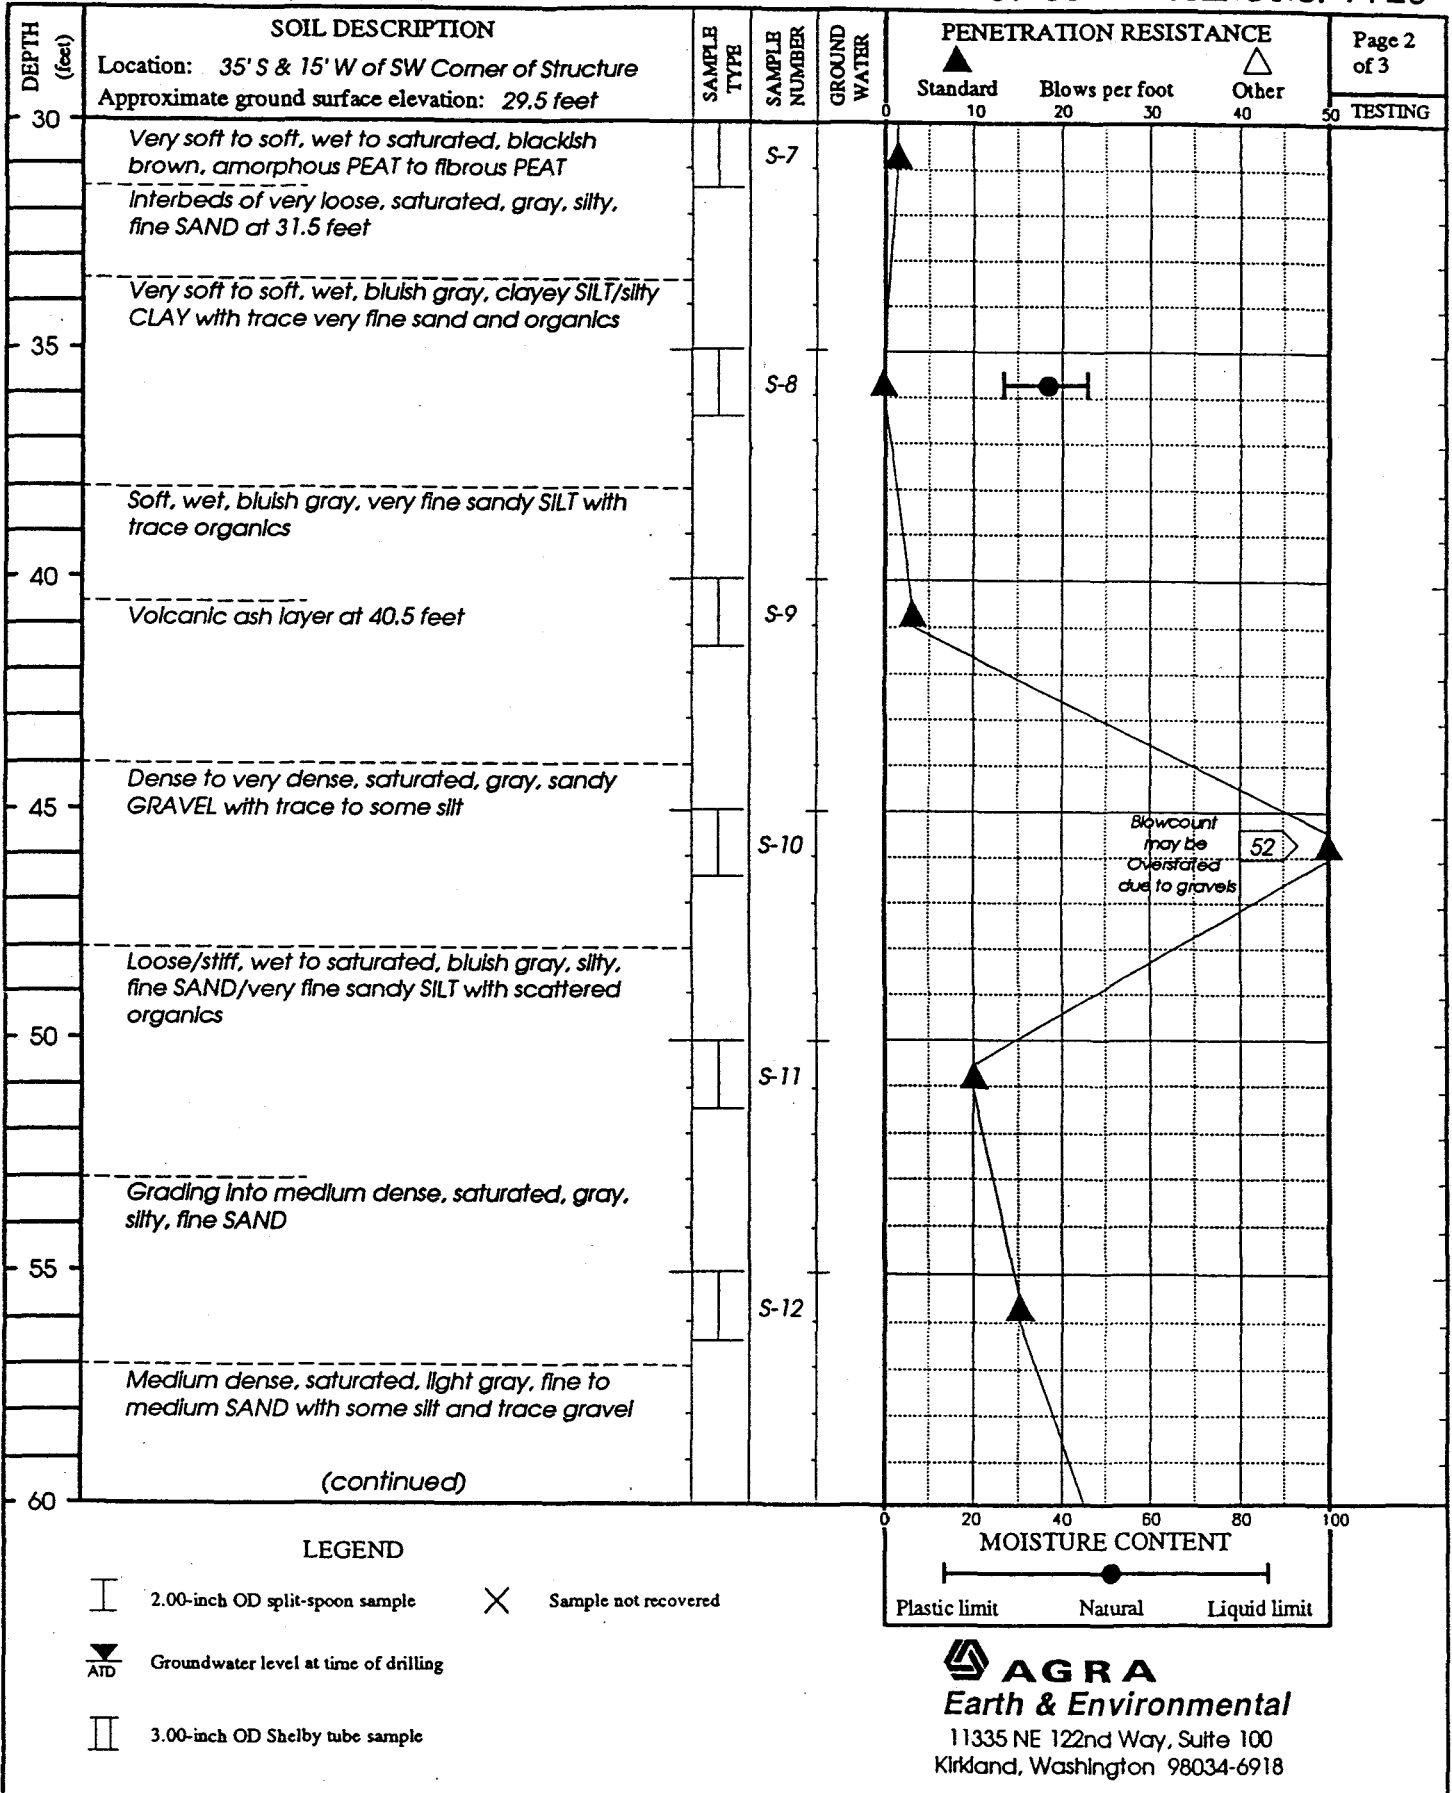 DEPTH
(feet)
SOIL DESCRIPTION
Location: 35' S & 15' W of SW Corner of Structure
Approximate ground surface elevation: 29.5 feet
SAMPLE
TYPE
SAMPLE
NUMBER
GROUND
WATER
PENETRATION RESISTANCE
Standard Blows per foot Other
0 10 20 30 40 50
Page 2
of 3
TESTING
30
Very soft to soft, wet to saturated, blackish
brown, amorphous PEAT to fibrous PEAT
S-7
Interbeds of very loose, saturated, gray, silty,
fine SAND at 31.5 feet
Very soft to soft, wet, bluish gray, clayey SILT/silty
CLAY with trace very fine sand and organics
35
S-8
Soft, wet, bluish gray, very fine sandy SILT with
trace organics
40
Volcanic ash layer at 40.5 feet
S-9
Dense to very dense, saturated, gray, sandy
GRAVEL with trace to some silt
45
S-10
Blowcount
may be
Overstated
due to gravels
52
Loose/stiff, wet to saturated, bluish gray, silty,
fine SAND/very fine sandy SILT with scattered
organics
50
S-11
Grading into medium dense, saturated, gray,
silty, fine SAND
55
S-12
Medium dense, saturated, light gray, fine to
medium SAND with some silt and trace gravel
(continued)
60
0 20 40 60 80 100
MOISTURE CONTENT
Plastic limit Natural Liquid limit
LEGEND
2.00-inch OD split-spoon sample
Sample not recovered
ATD
Groundwater level at time of drilling
3.00-inch OD Shelby tube sample
AGRA
Earth & Environmental
11335 NE 122nd Way, Suite 100
Kirkland, Washington 98034-6918